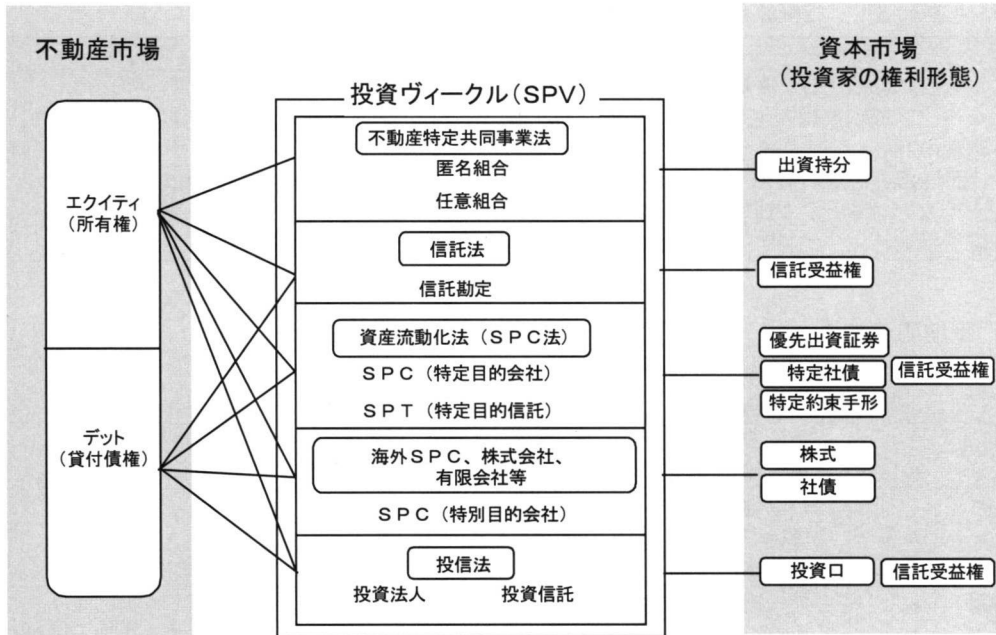 不動産市場
エクイティ
（所有権）
デット
（貸付債権）
投資ヴィークル（ＳＰＶ）
不動産特定共同事業法
匿名組合
任意組合
信託法
信託勘定
資産流動化法（ＳＰＣ法）
ＳＰＣ（特定目的会社）
ＳＰＴ（特定目的信託）
海外ＳＰＣ、株式会社、
有限会社等
ＳＰＣ（特別目的会社）
投信法
投資法人 投資信託
資本市場
（投資家の権利形態）
出資持分
信託受益権
優先出資証券
特定社債 信託受益権
特定約束手形
株式
社債
投資口 信託受益権